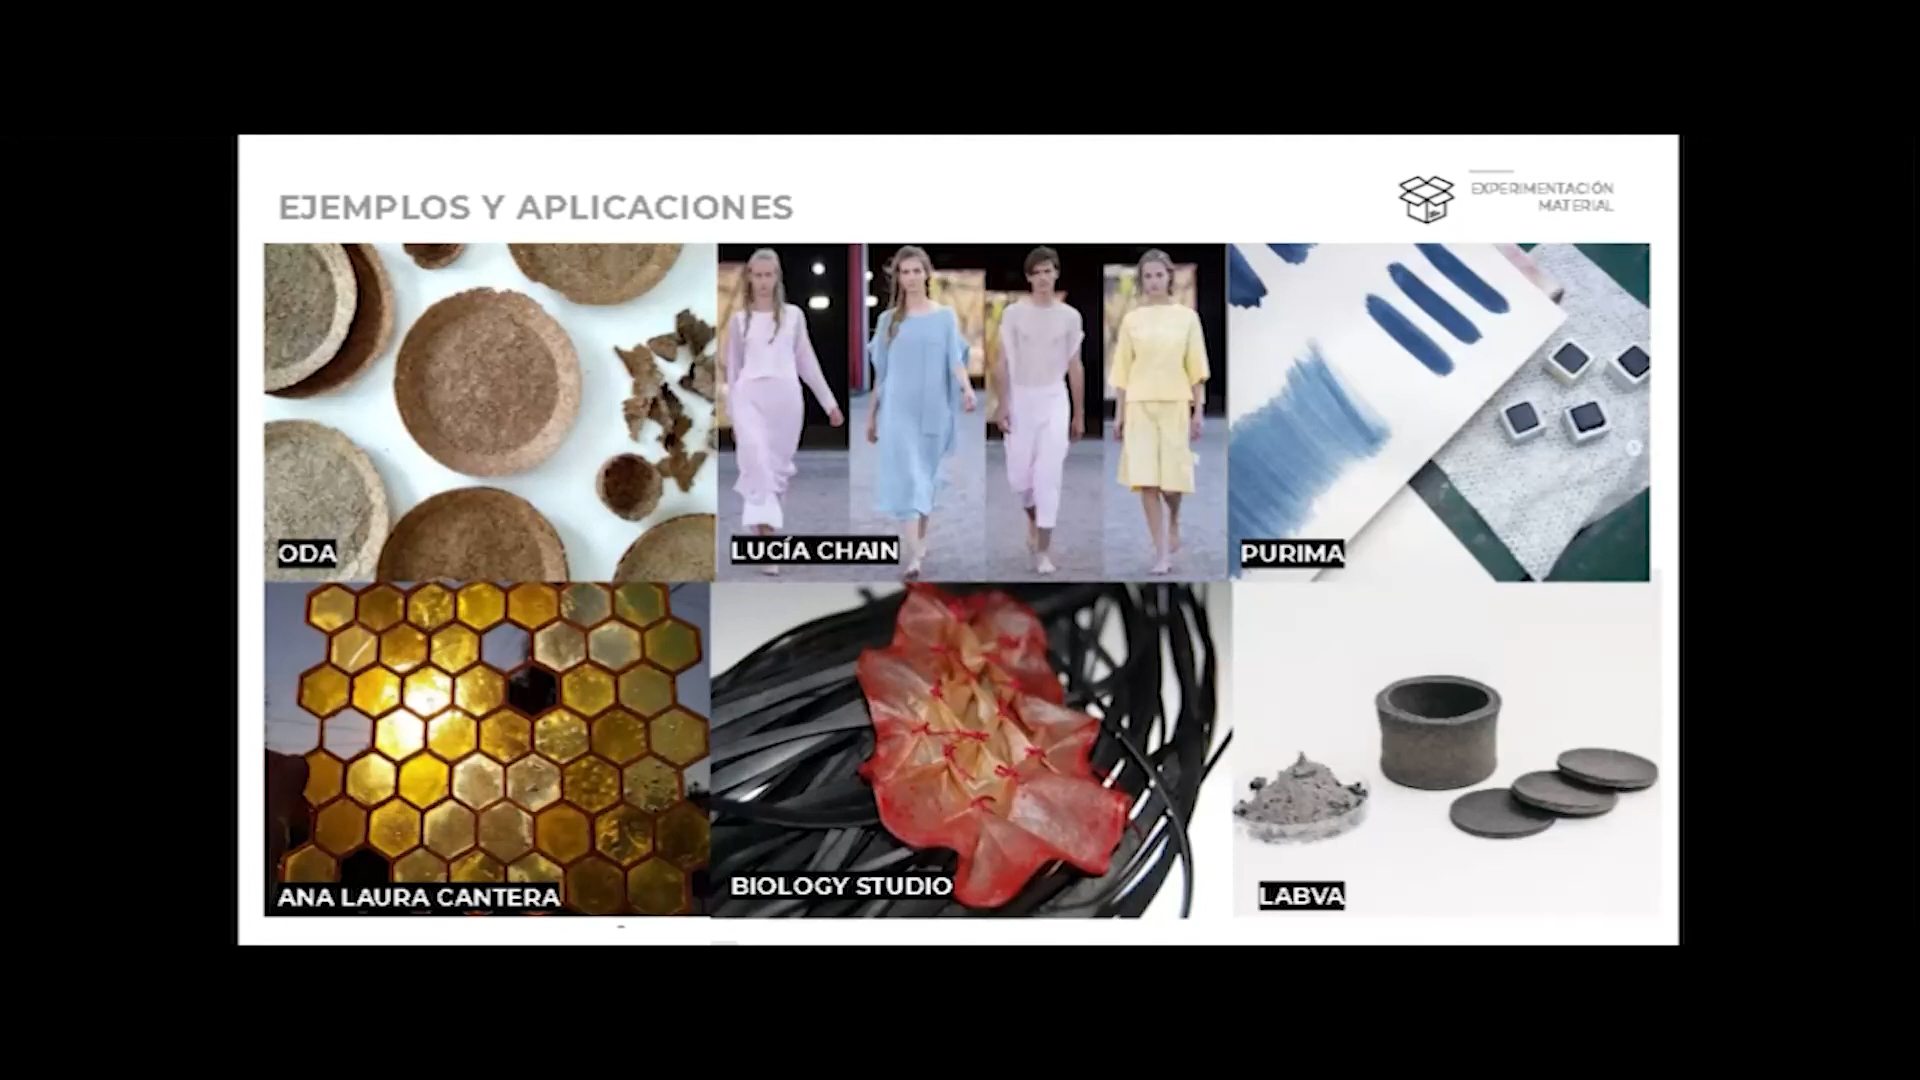 EJEMPLOS Y APLICACIONES
EXPERIMENTACIÓN
MATERIAL
ODA
LUCÍA CHAIN
PURIMA
ANA LAURA CANTERA
BIOLOGY STUDIO
LABVA